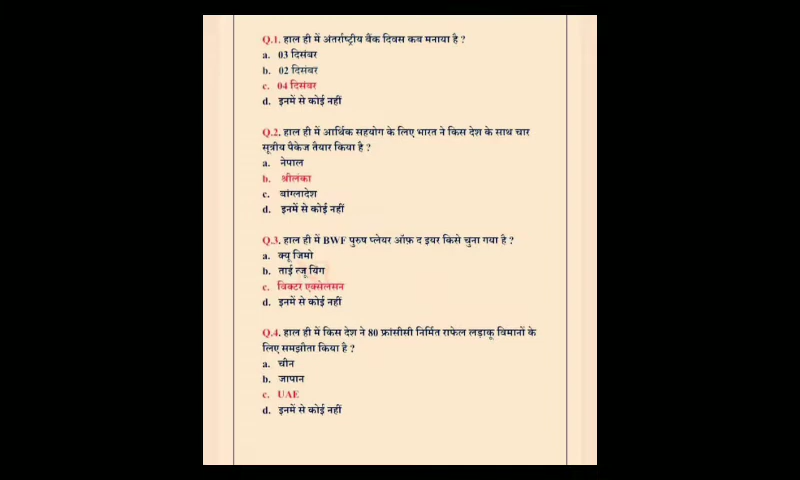 Q.1. हाल ही में अंतर्राष्ट्रीय बैंक दिवस कब मनाया है ?
a. 03 दिसंबर
b. 02 दिसंबर
c. 04 दिसंबर
d. इनमें से कोई नहीं
Q.2. हाल ही में आर्थिक सहयोग के लिए भारत ने किस देश के साथ चार
सूत्रीय पैकेज तैयार किया है ?
a. नेपाल
b. श्रीलंका
c. बांग्लादेश
d. इनमें से कोई नहीं
Q.3. हाल ही में BWF पुरुष प्लेयर ऑफ़ द इयर किसे चुना गया है ?
a. क्यू जिमो
b. ताई त्जू यिंग
c. विक्टर एक्सेलसन
d. इनमें से कोई नहीं
Q.4. हाल ही में किस देश ने 80 फ्रांसीसी निर्मित राफेल लड़ाकू विमानों के
लिए समझौता किया है ?
a. चीन
b. जापान
c. UAE
d. इनमें से कोई नहीं